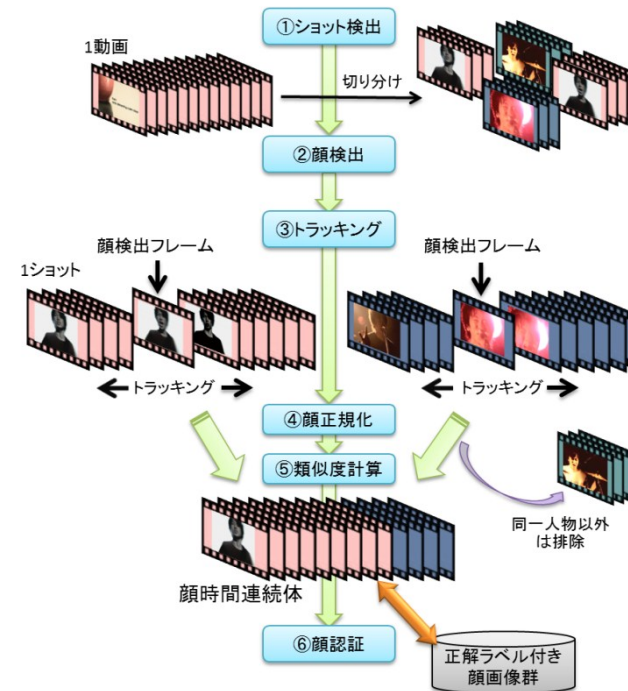 ①ショット検出
1動画
切り分け
②顔検出
③トラッキング
顔検出フレーム
顔検出フレーム
1ショット
トラッキング
トラッキング
④顔正規化
⑤類似度計算
同一人物以外
は排除
顔時間連続体
⑥顔認証
正解ラベル付き
顔画像群